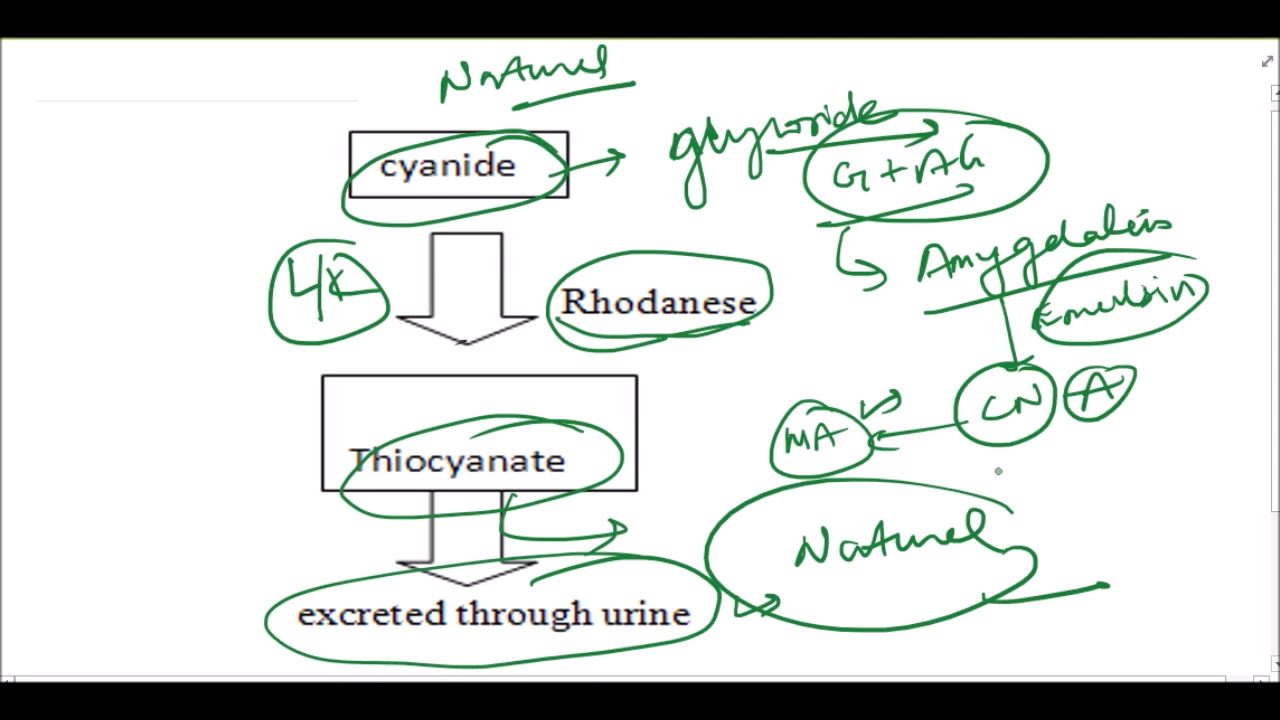 Natural
cyanide
glycoside
G + AG
Amygdalin
Emulsin
4x
Rhodanese
CN
A
MA
Thiocyanate
Natural
excreted through urine